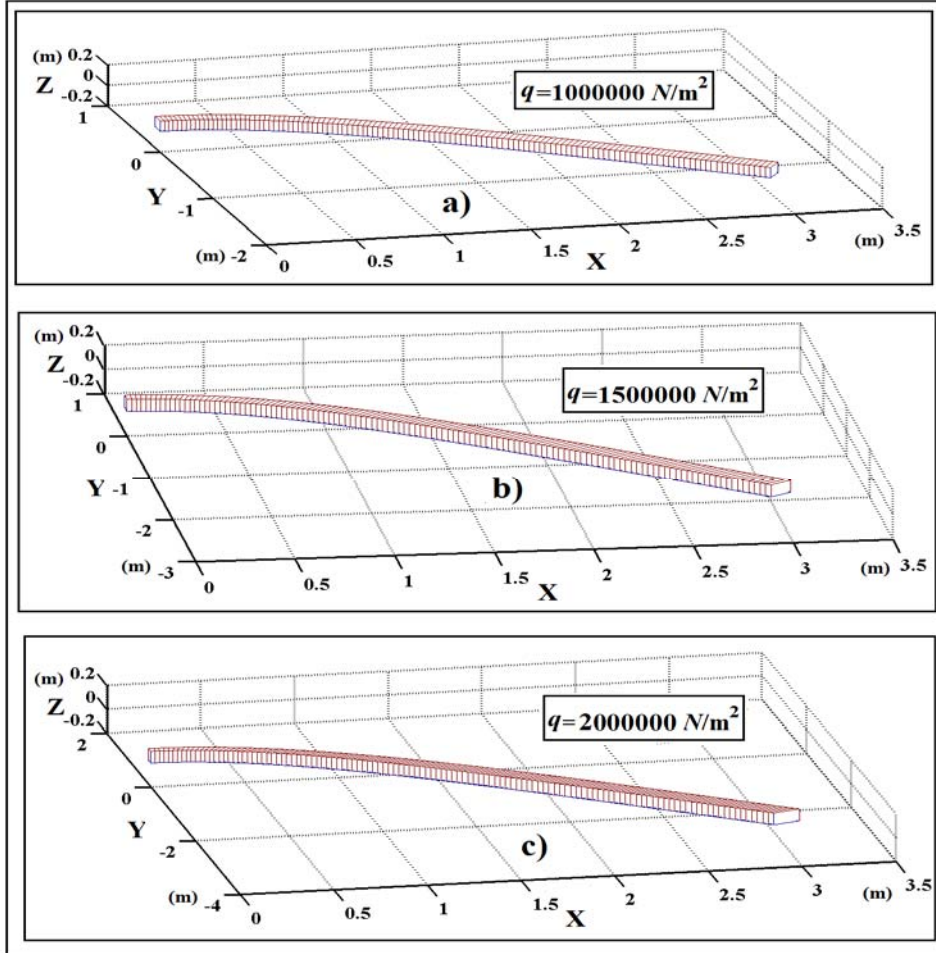 (m) 0.2
Z 0
-0.2
1
q=1000000 N/m²
0
Y -1
a)
(m) -2
0 0.5 1 1.5 2 2.5 3 (m) 3.5
X
(m) 0.2
Z 0
-0.2
1
q=1500000 N/m²
0
Y -1
b)
-2
(m) -3
0 0.5 1 1.5 2 2.5 3 (m) 3.5
X
(m) 0.2
Z 0
-0.2
2
q=2000000 N/m²
0
Y
-2
c)
(m) -4
0 0.5 1 1.5 2 2.5 3 (m) 3.5
X